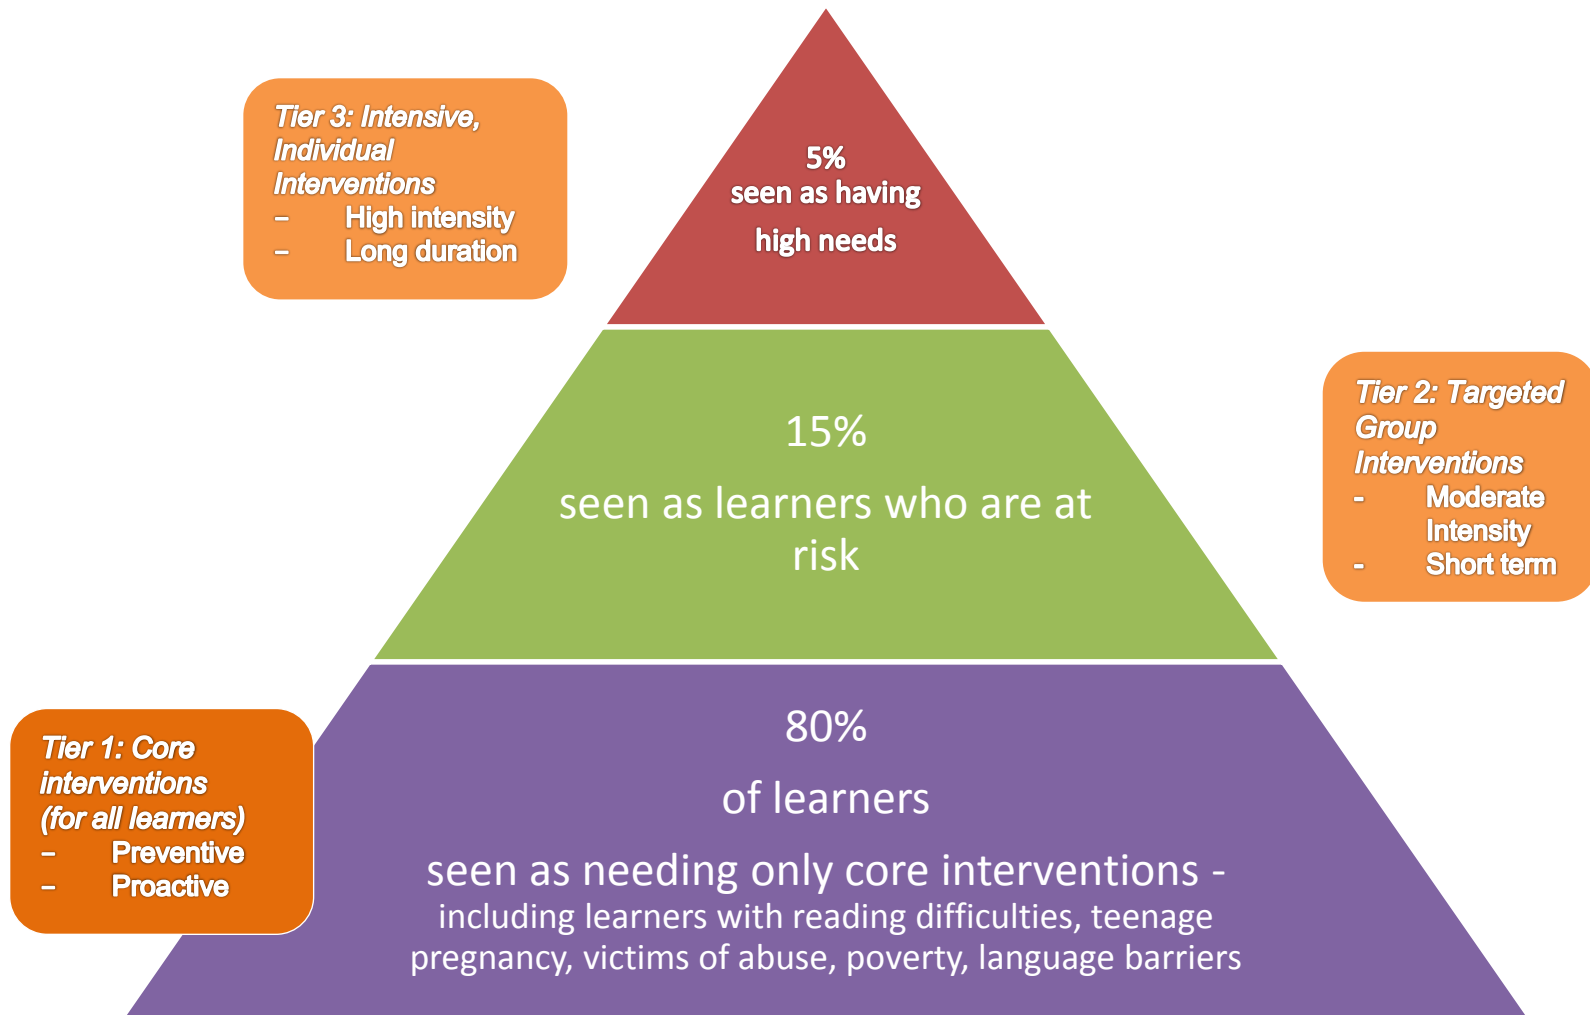 Tier 3: Intensive,
Individual
Interventions
– High intensity
– Long duration
5%
seen as having
high needs
15%
seen as learners who are at
risk
Tier 2: Targeted
Group
Interventions
- Moderate
Intensity
- Short term
Tier 1: Core
interventions
(for all learners)
– Preventive
– Proactive
80%
of learners
seen as needing only core interventions -
including learners with reading difficulties, teenage
pregnancy, victims of abuse, poverty, language barriers